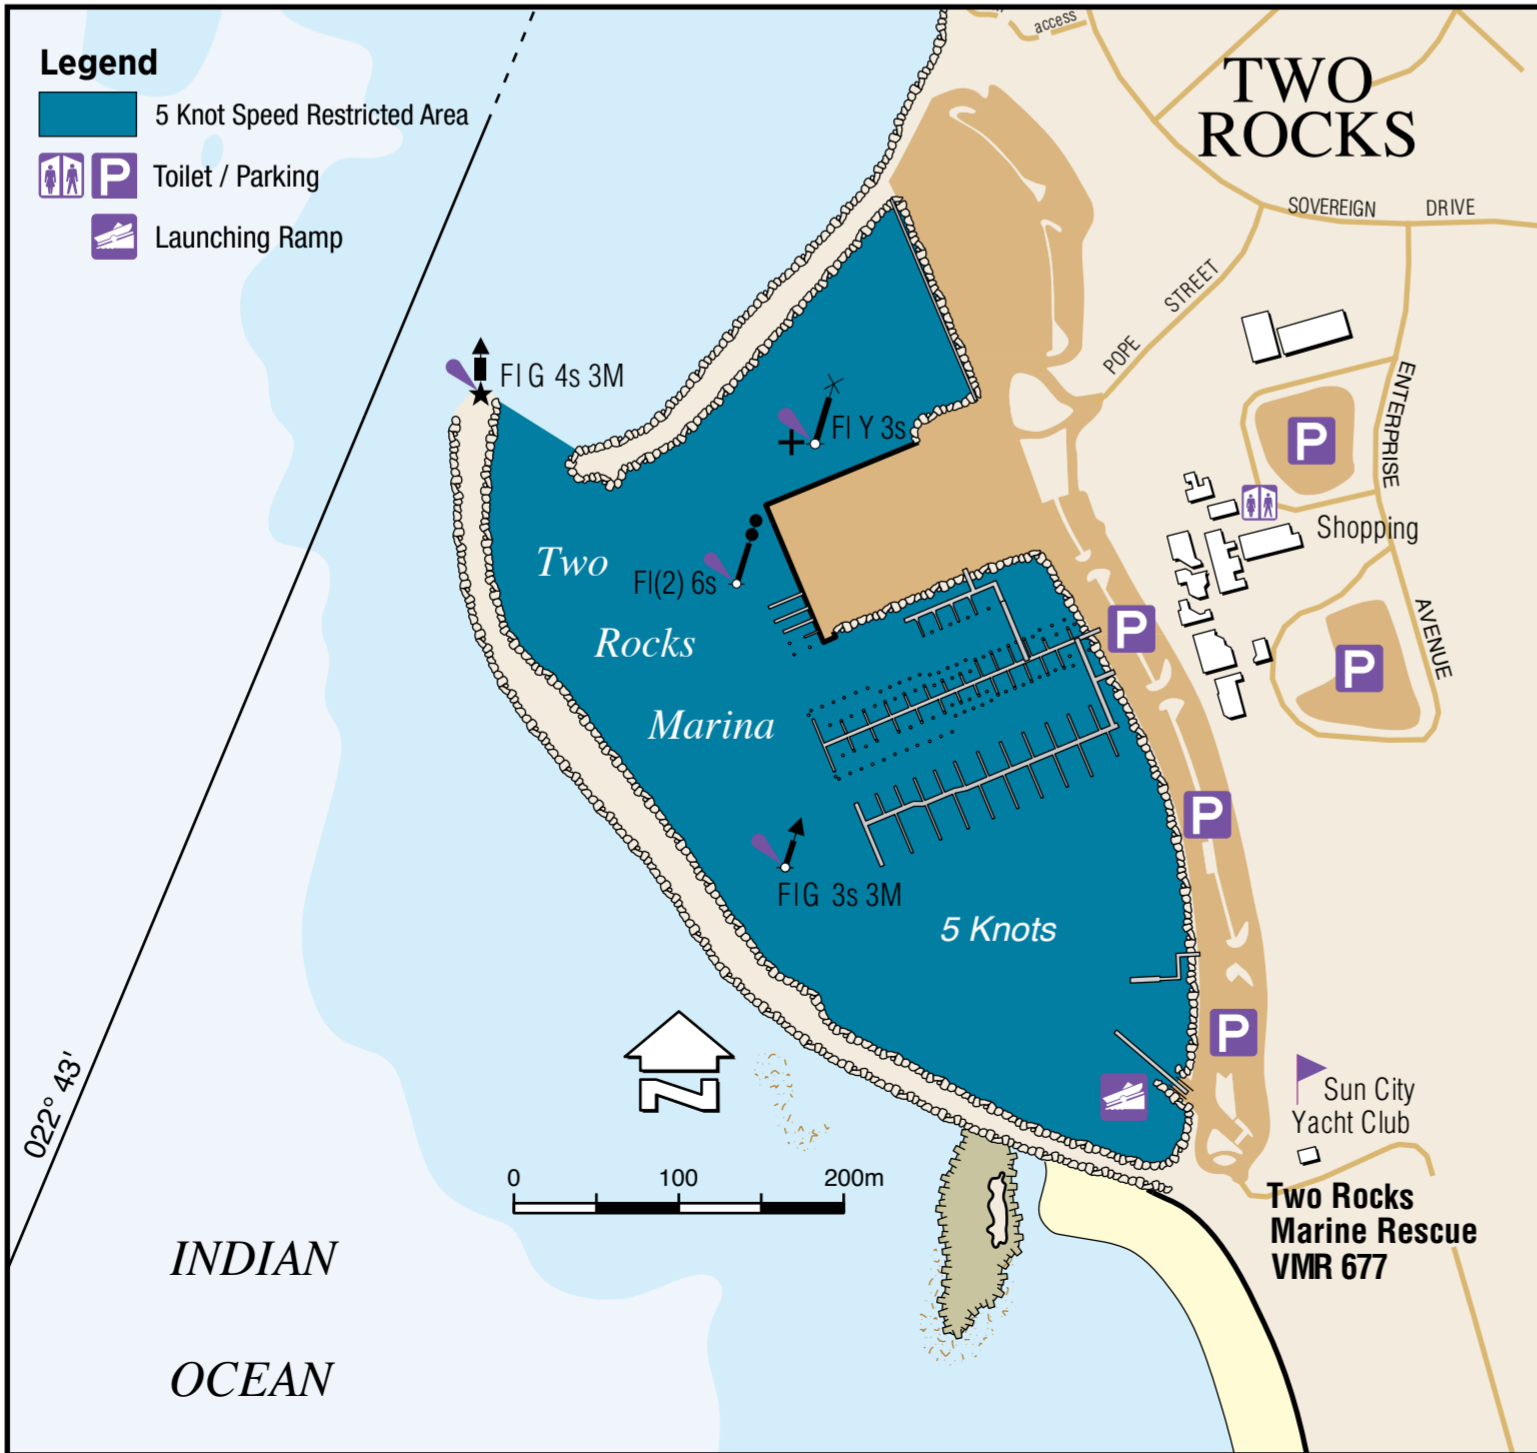 Legend
5 Knot Speed Restricted Area
P Toilet / Parking
Launching Ramp
access
TWO
ROCKS
SOVEREIGN DRIVE
POPE STREET
ENTERPRISE
AVENUE
Fl G 4s 3M
Fl Y 3s
Fl(2) 6s
Fl G 3s 3M
Two
Rocks
Marina
5 Knots
P
Shopping
P
P
P
P
Sun City
Yacht Club
Two Rocks
Marine Rescue
VMR 677
022° 43'
N
0 100 200m
INDIAN
OCEAN